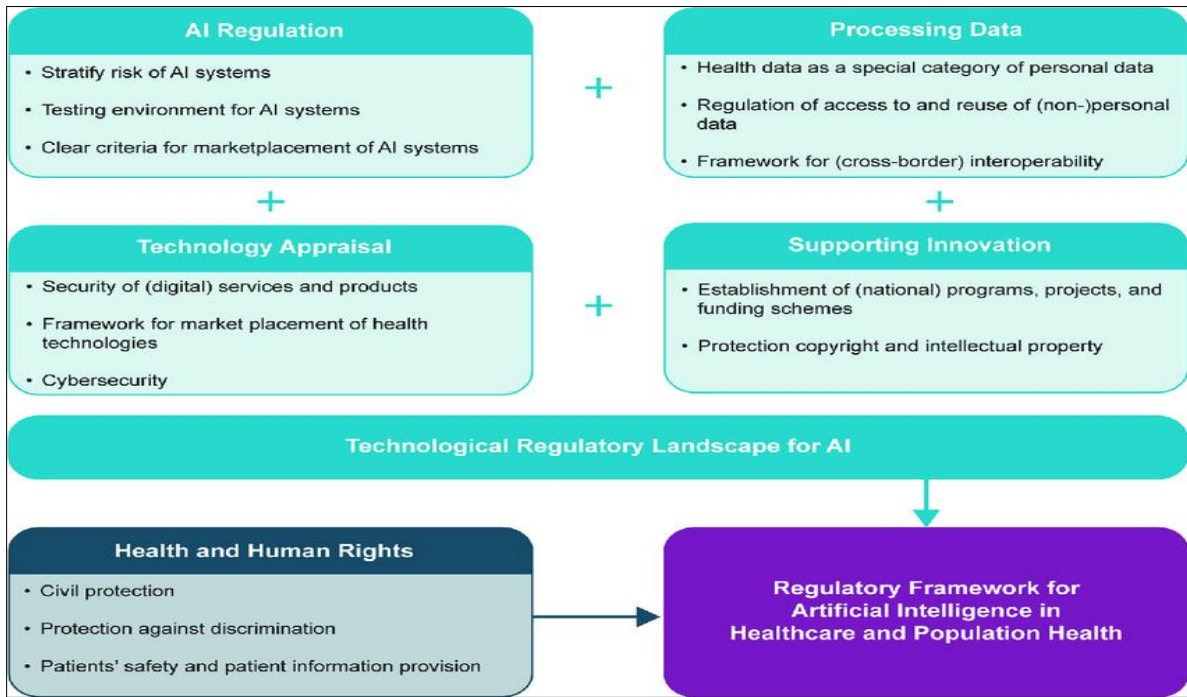 AI Regulation
• Stratify risk of AI systems
• Testing environment for AI systems
• Clear criteria for marketplacement of AI systems
+
Processing Data
• Health data as a special category of personal data
• Regulation of access to and reuse of (non-)personal
data
• Framework for (cross-border) interoperability
+
+
Technology Appraisal
• Security of (digital) services and products
• Framework for market placement of health
technologies
• Cybersecurity
+
Supporting Innovation
• Establishment of (national) programs, projects, and
funding schemes
• Protection copyright and intellectual property
Technological Regulatory Landscape for AI
Health and Human Rights
• Civil protection
• Protection against discrimination
• Patients' safety and patient information provision
Regulatory Framework for
Artificial Intelligence in
Healthcare and Population Health